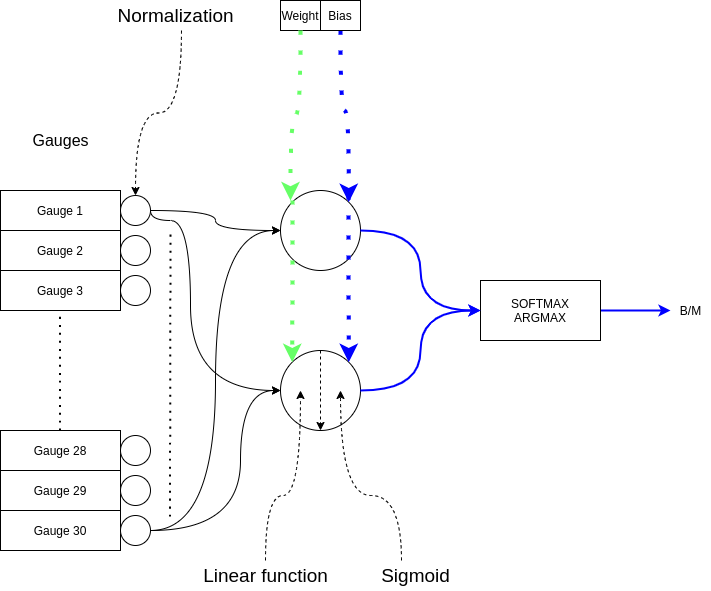 Normalization
Weight Bias
Gauges
Gauge 1
Gauge 2
Gauge 3
SOFTMAX
ARGMAX
B/M
Gauge 28
Gauge 29
Gauge 30
Linear function
Sigmoid